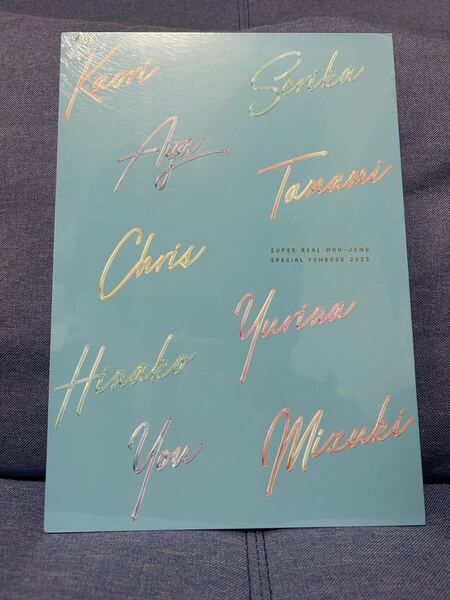 Kaori
Serika
Aya
Tamami
Chris
SUPER REAL MAH-JONG
SPECIAL FUNBOOK 2023
Yurina
Hinako
You
Mizuki